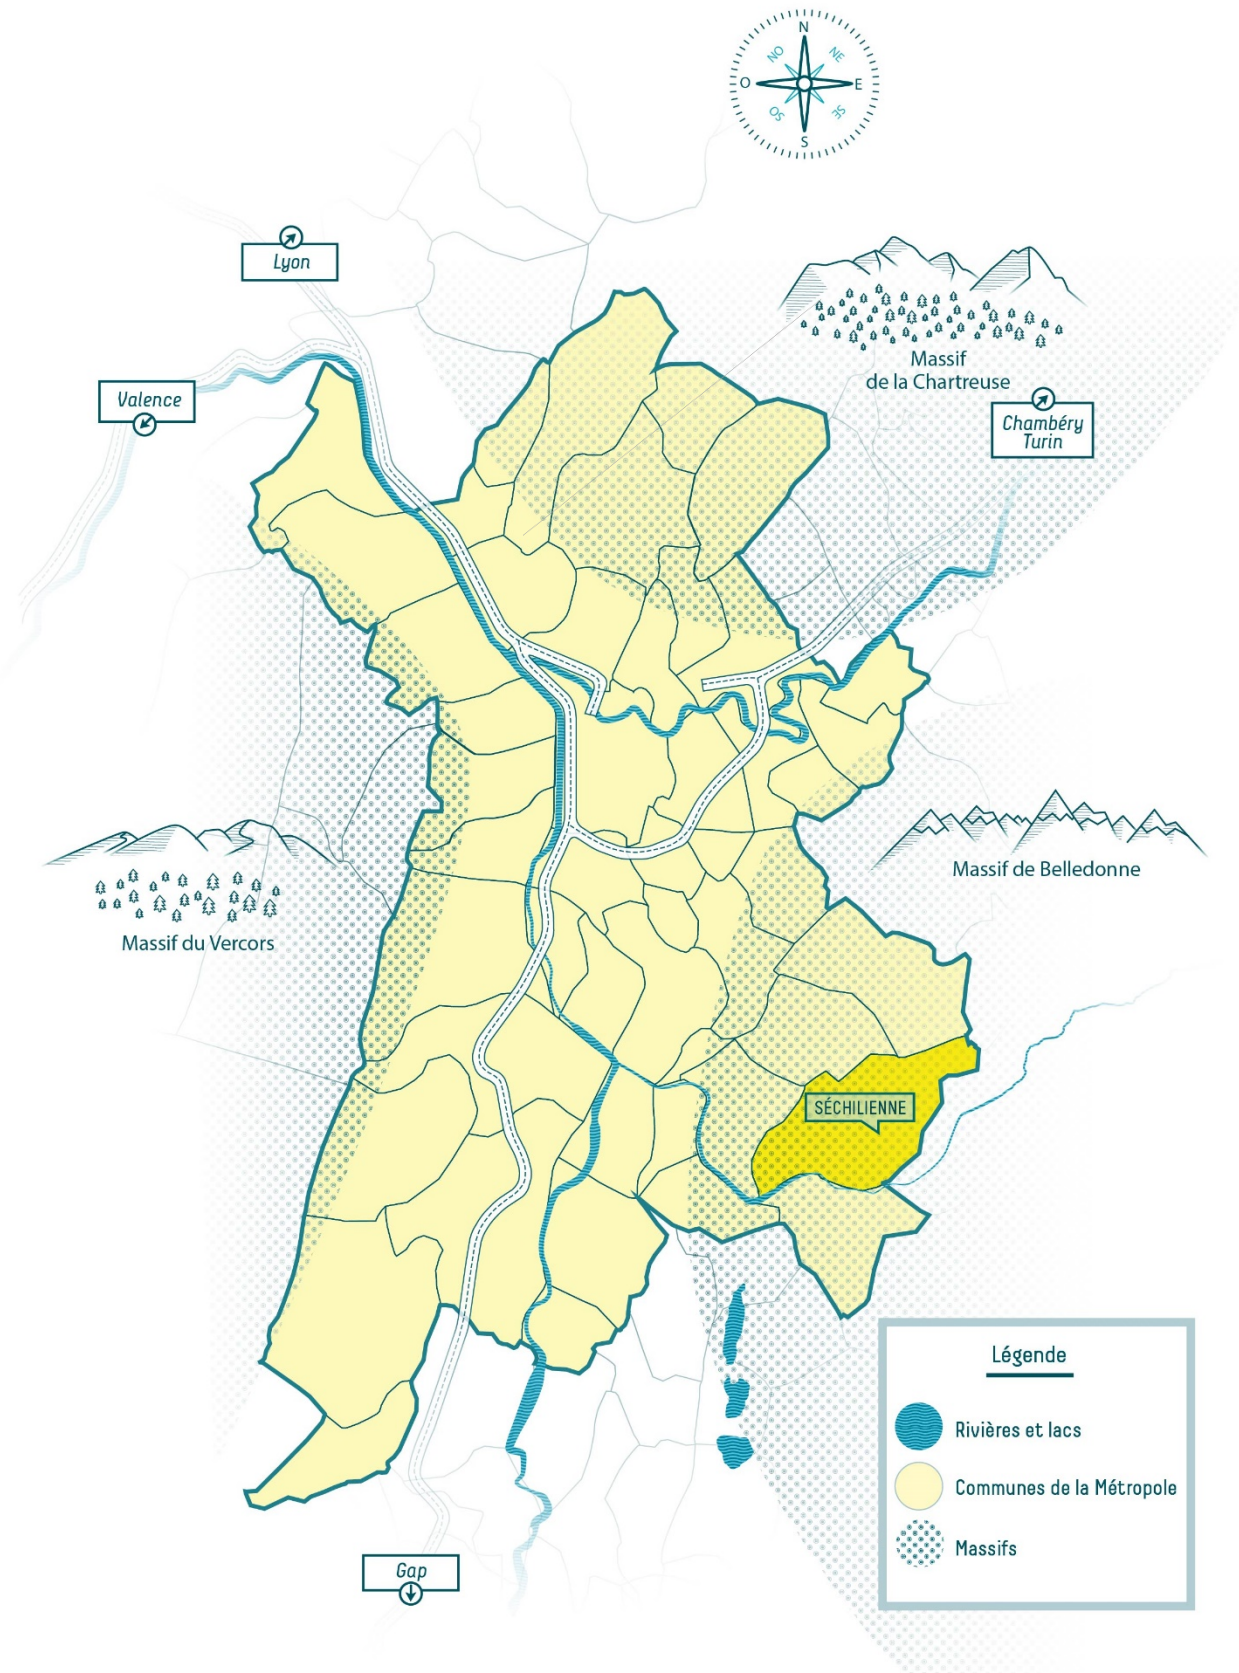 N
NO
NE
O
E
SO
SE
S
Lyon
Massif
de la Chartreuse
Valence
Chambéry
Turin
Massif de Belledonne
Massif du Vercors
SÉCHILIENNE
Légende
Rivières et lacs
Communes de la Métropole
Massifs
Gap